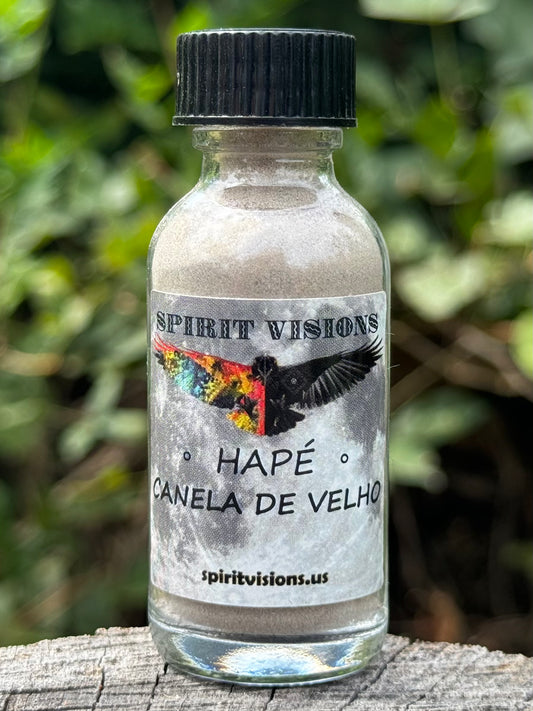 SPIRIT VISIONS
° HAPÉ °
CANELA DE VELHO
spiritvisions.us